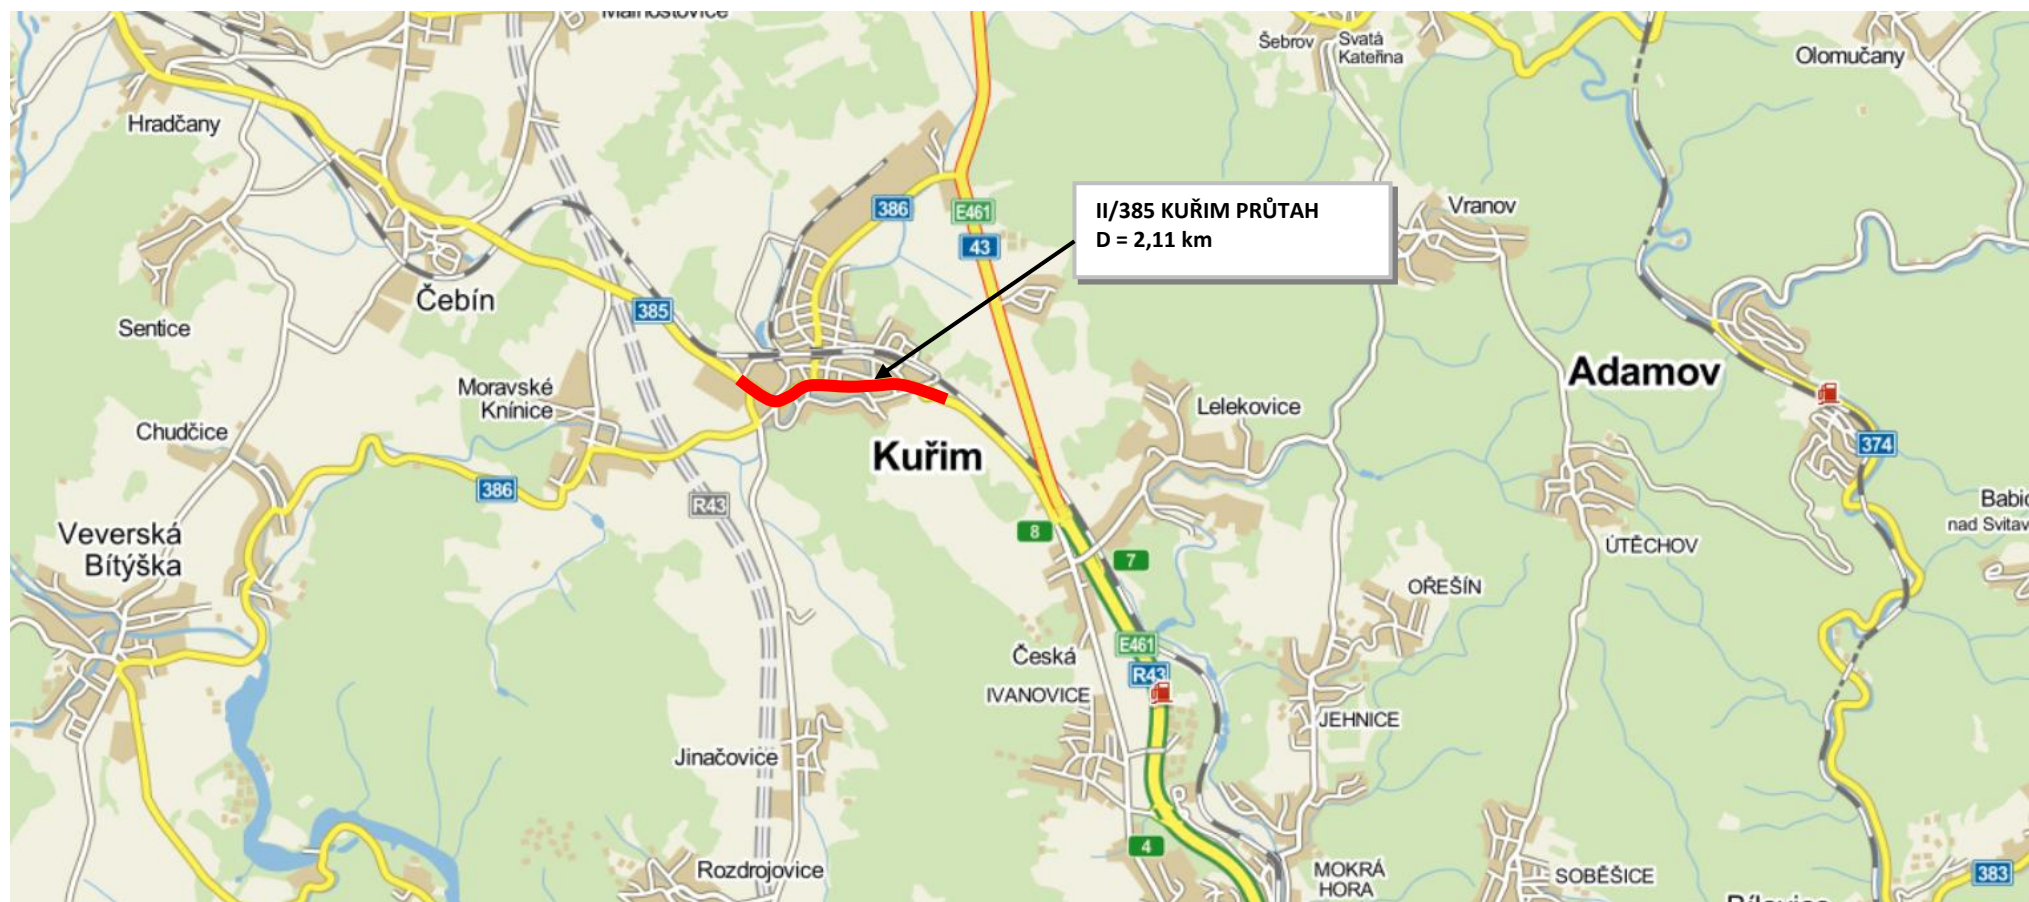 Šebrov
Svatá
Kateřina
Olomučany
Hradčany
386
E461
II/385 KUŘIM PRŮTAH
D = 2,11 km
Vranov
43
Čebín
385
Sentice
Adamov
Moravské
Knínice
Lelekovice
Chudčice
Kuřim
374
386
R43
Veverská
Bítýška
8
7
ÚTĚCHOV
nad Svitav
OŘEŠÍN
E461
Česká
R43
IVANOVICE
JEHNICE
Jinačovice
4
Rozdrojovice
MOKRÁ
HORA
SOBĚŠICE
383